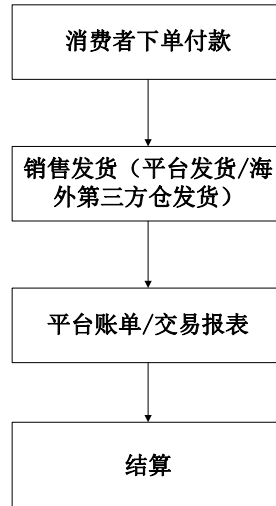 消费者下单付款
销售发货（平台发货/海
外第三方仓发货）
平台账单/交易报表
结算